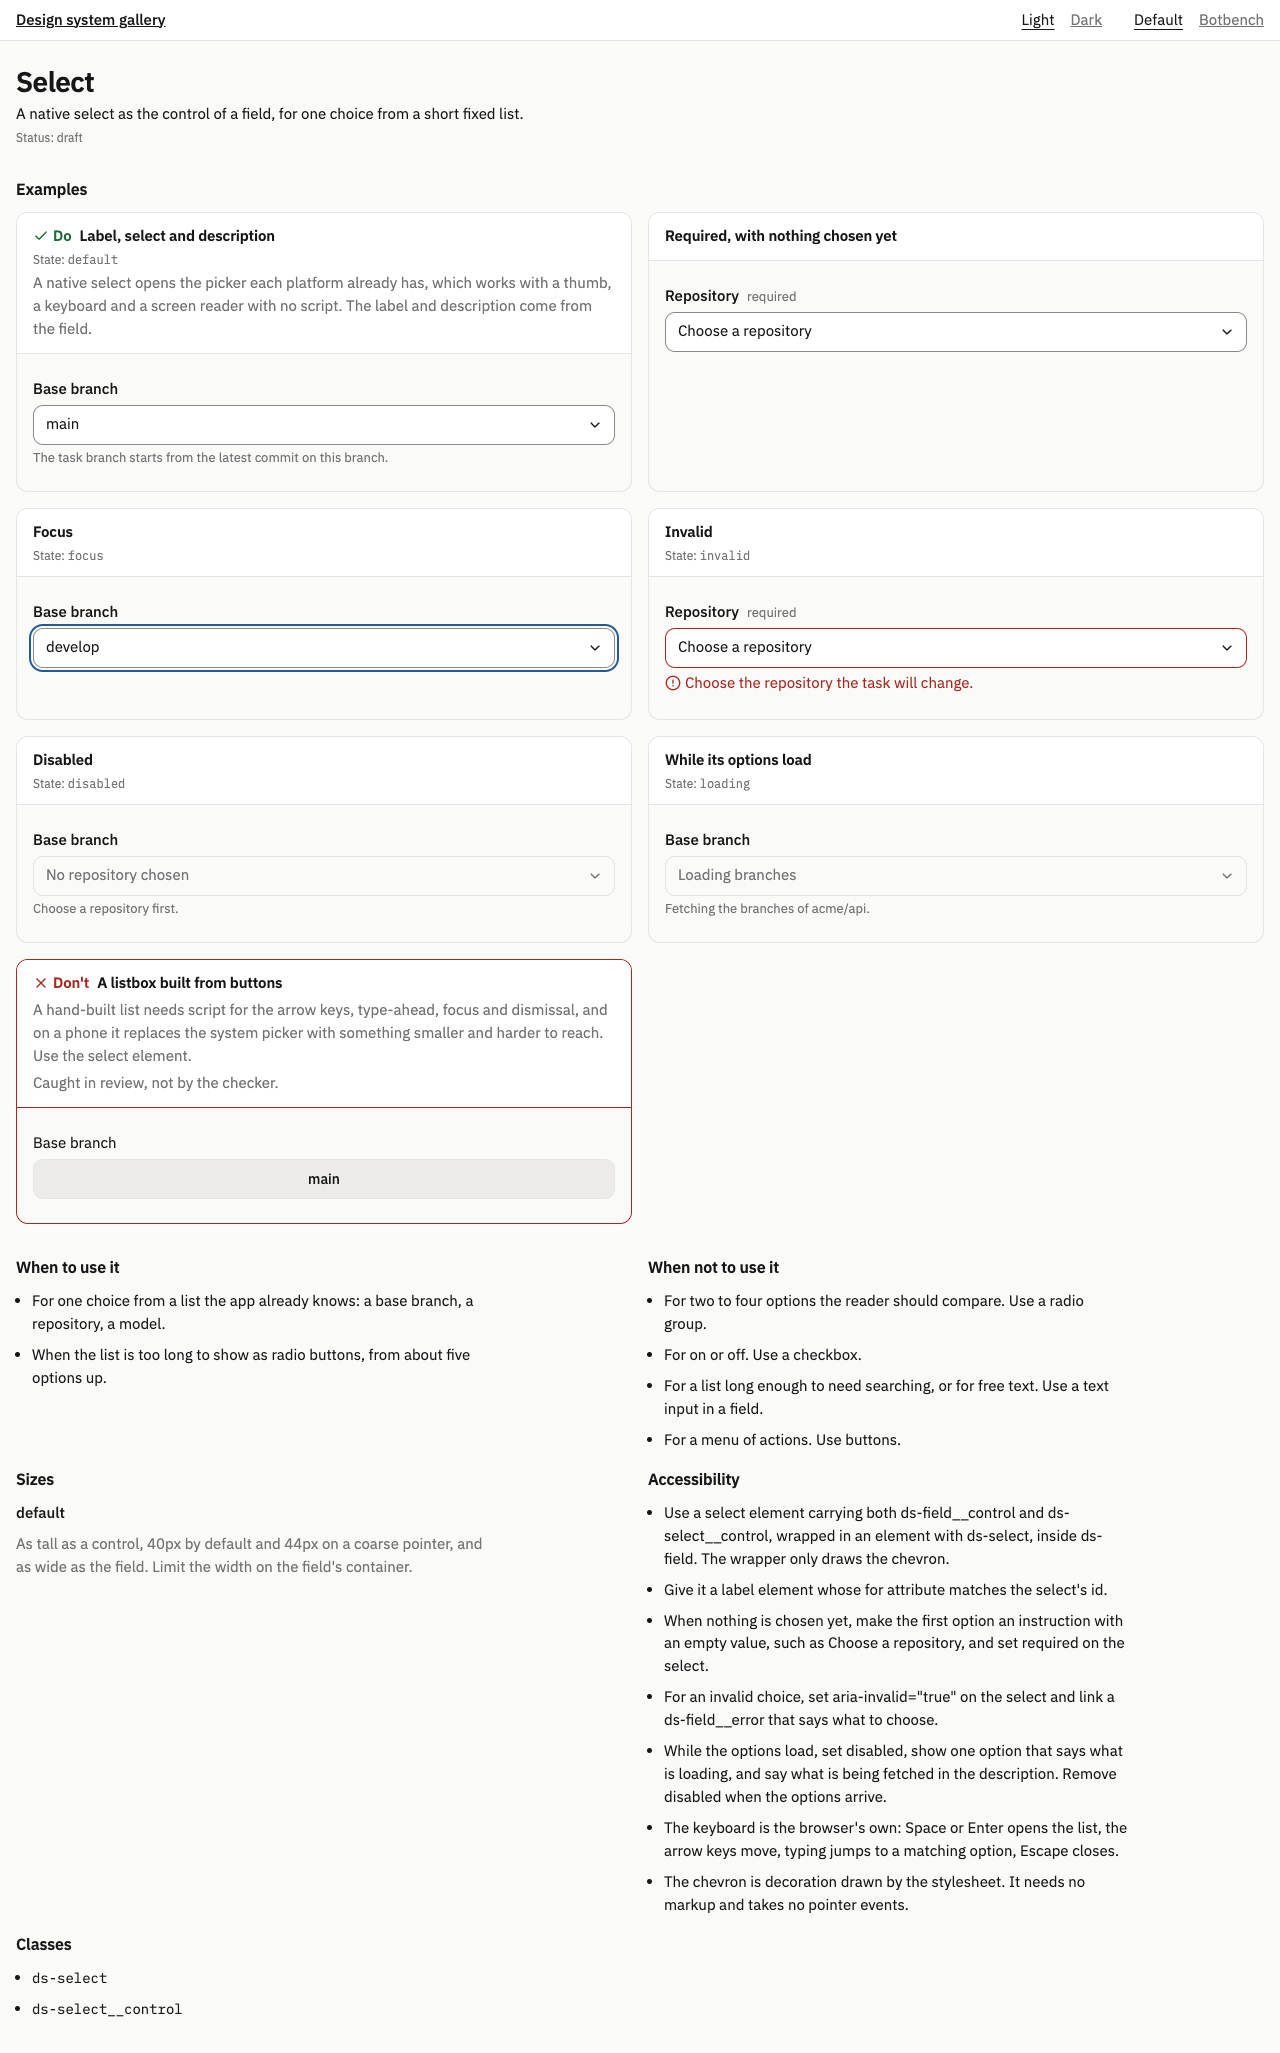 Design system gallery
Light Dark Default Botbench
Select
A native select as the control of a field, for one choice from a short fixed list.
Status: draft
Examples
Do Label, select and description
State: default
A native select opens the picker each platform already has, which works with a thumb,
a keyboard and a screen reader with no script. The label and description come from
the field.
Base branch
main
The task branch starts from the latest commit on this branch.
Required, with nothing chosen yet
Repository required
Choose a repository
Focus
State: focus
Base branch
develop
Invalid
State: invalid
Repository required
Choose a repository
Choose the repository the task will change.
Disabled
State: disabled
Base branch
No repository chosen
Choose a repository first.
While its options load
State: loading
Base branch
Loading branches
Fetching the branches of acme/api.
Don't A listbox built from buttons
A hand-built list needs script for the arrow keys, type-ahead, focus and dismissal, and
on a phone it replaces the system picker with something smaller and harder to reach.
Use the select element.
Caught in review, not by the checker.
Base branch
main
When to use it
For one choice from a list the app already knows: a base branch, a
repository, a model.
When the list is too long to show as radio buttons, from about five
options up.
When not to use it
For two to four options the reader should compare. Use a radio
group.
For on or off. Use a checkbox.
For a list long enough to need searching, or for free text. Use a text
input in a field.
For a menu of actions. Use buttons.
Sizes
default
As tall as a control, 40px by default and 44px on a coarse pointer, and
as wide as the field. Limit the width on the field's container.
Accessibility
Use a select element carrying both ds-field__control and ds-
select__control, wrapped in an element with ds-select, inside ds-
field. The wrapper only draws the chevron.
Give it a label element whose for attribute matches the select's id.
When nothing is chosen yet, make the first option an instruction with
an empty value, such as Choose a repository, and set required on the
select.
For an invalid choice, set aria-invalid="true" on the select and link a
ds-field__error that says what to choose.
While the options load, set disabled, show one option that says what
is loading, and say what is being fetched in the description. Remove
disabled when the options arrive.
The keyboard is the browser's own: Space or Enter opens the list, the
arrow keys move, typing jumps to a matching option, Escape closes.
The chevron is decoration drawn by the stylesheet. It needs no
markup and takes no pointer events.
Classes
ds-select
ds-select__control